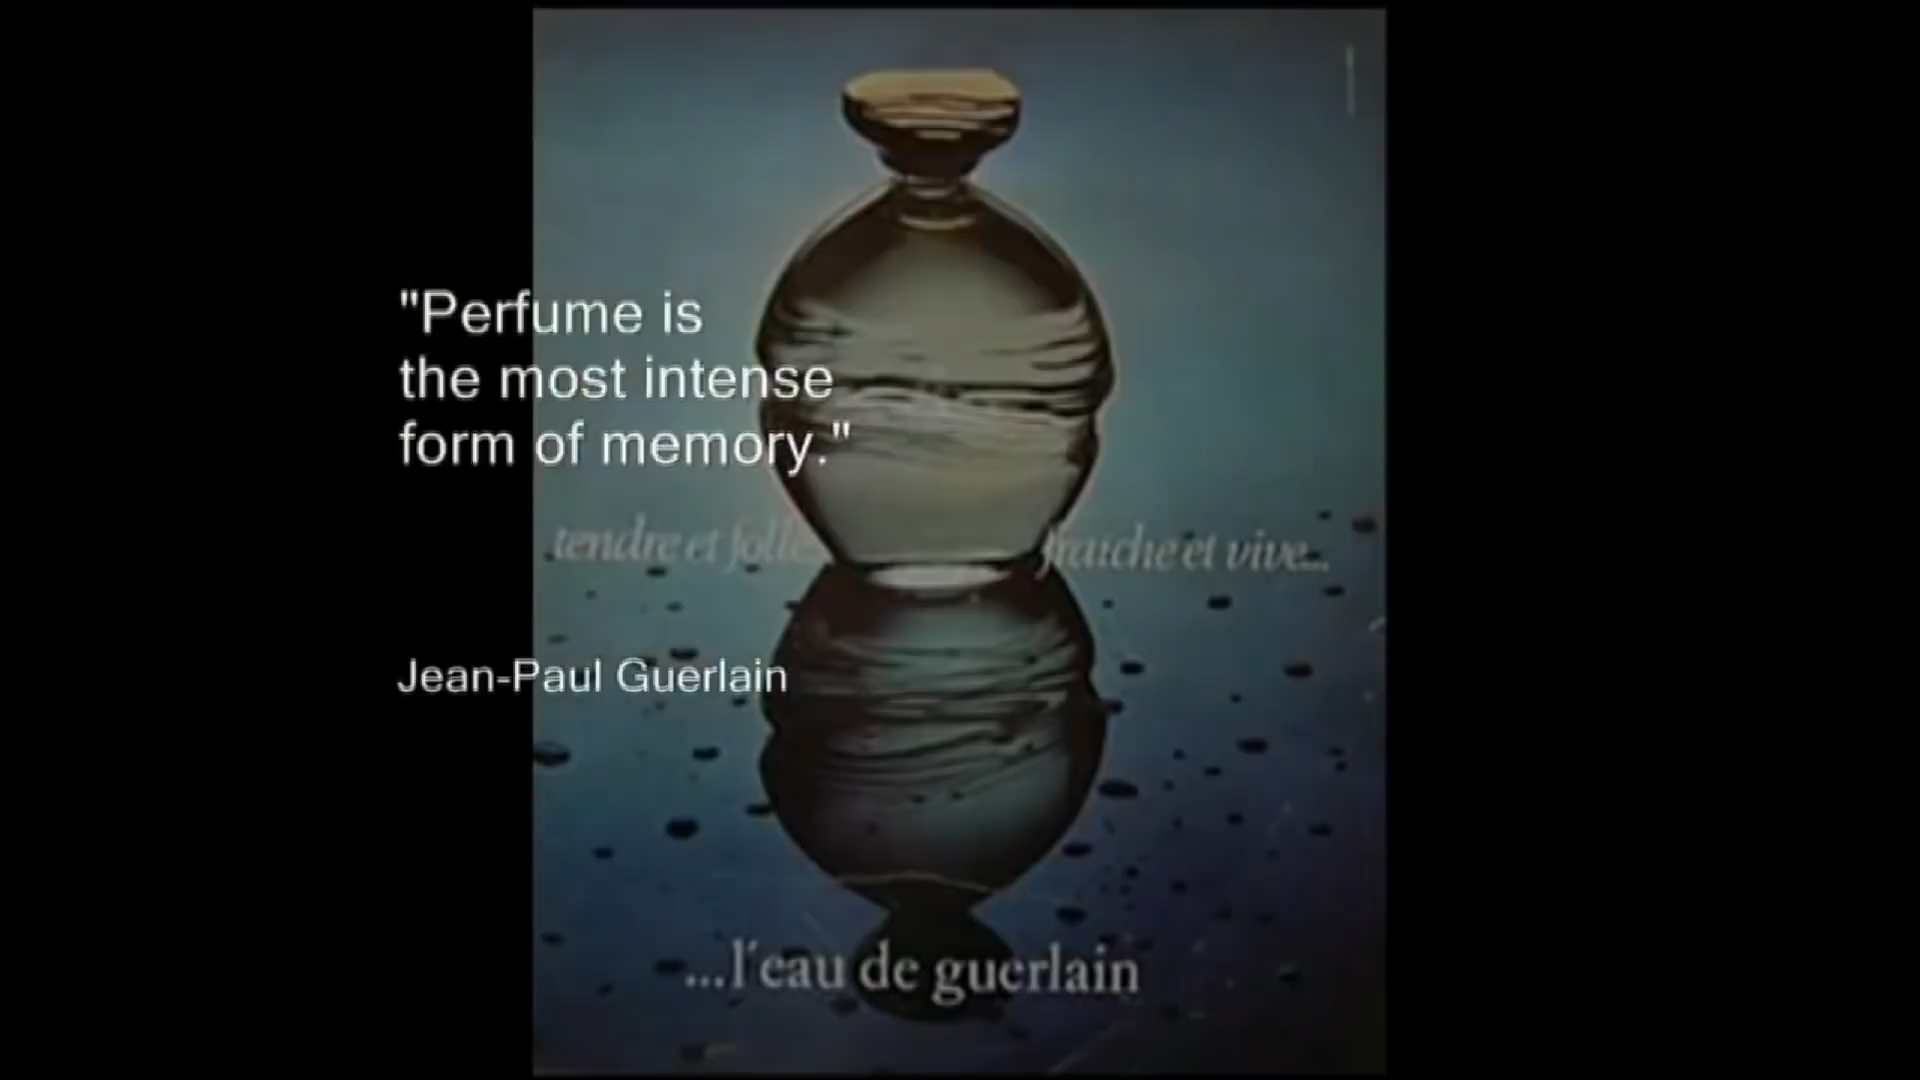 "Perfume is
the most intense
form of memory."
tendre et folle...
fraîche et vive...
Jean-Paul Guerlain
...l'eau de guerlain